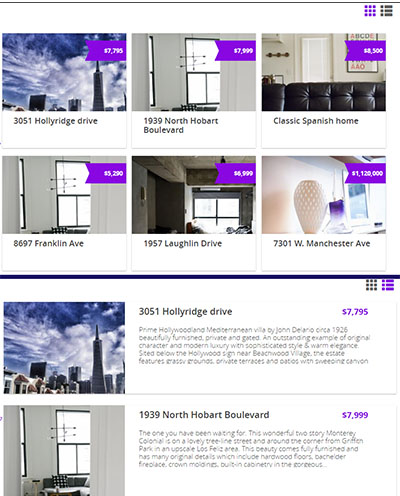 $7,795
$7,999
$8,500
ABCDE
3051 Hollyridge drive
1939 North Hobart
Boulevard
Classic Spanish home
$5,290
$6,999
$1,120,000
8697 Franklin Ave
1957 Laughlin Drive
7301 W. Manchester Ave
3051 Hollyridge drive
$7,795
Prime Hollywoodland Mediterranean villa by John Delario circa 1926
beautifully furnished, private and gated. An outstanding example of original
character and modern luxury with sophisticated style & warm elegance.
Sited below the Hollywood sign near Beachwood Village, the estate
features grassy grounds, private terraces and patios with sweeping canyon
1939 North Hobart Boulevard
$7,999
The one you have been waiting for. This wonderful two story Monterey
Colonial is on a lovely tree-line street and around the corner from Griffith
Park in an upscale Los Feliz area. This beauty comes fully furnished and
has many original details which include hardwood floors, batchelder
fireplace, crown moldings, built-in cabinetry in the gorgeous...